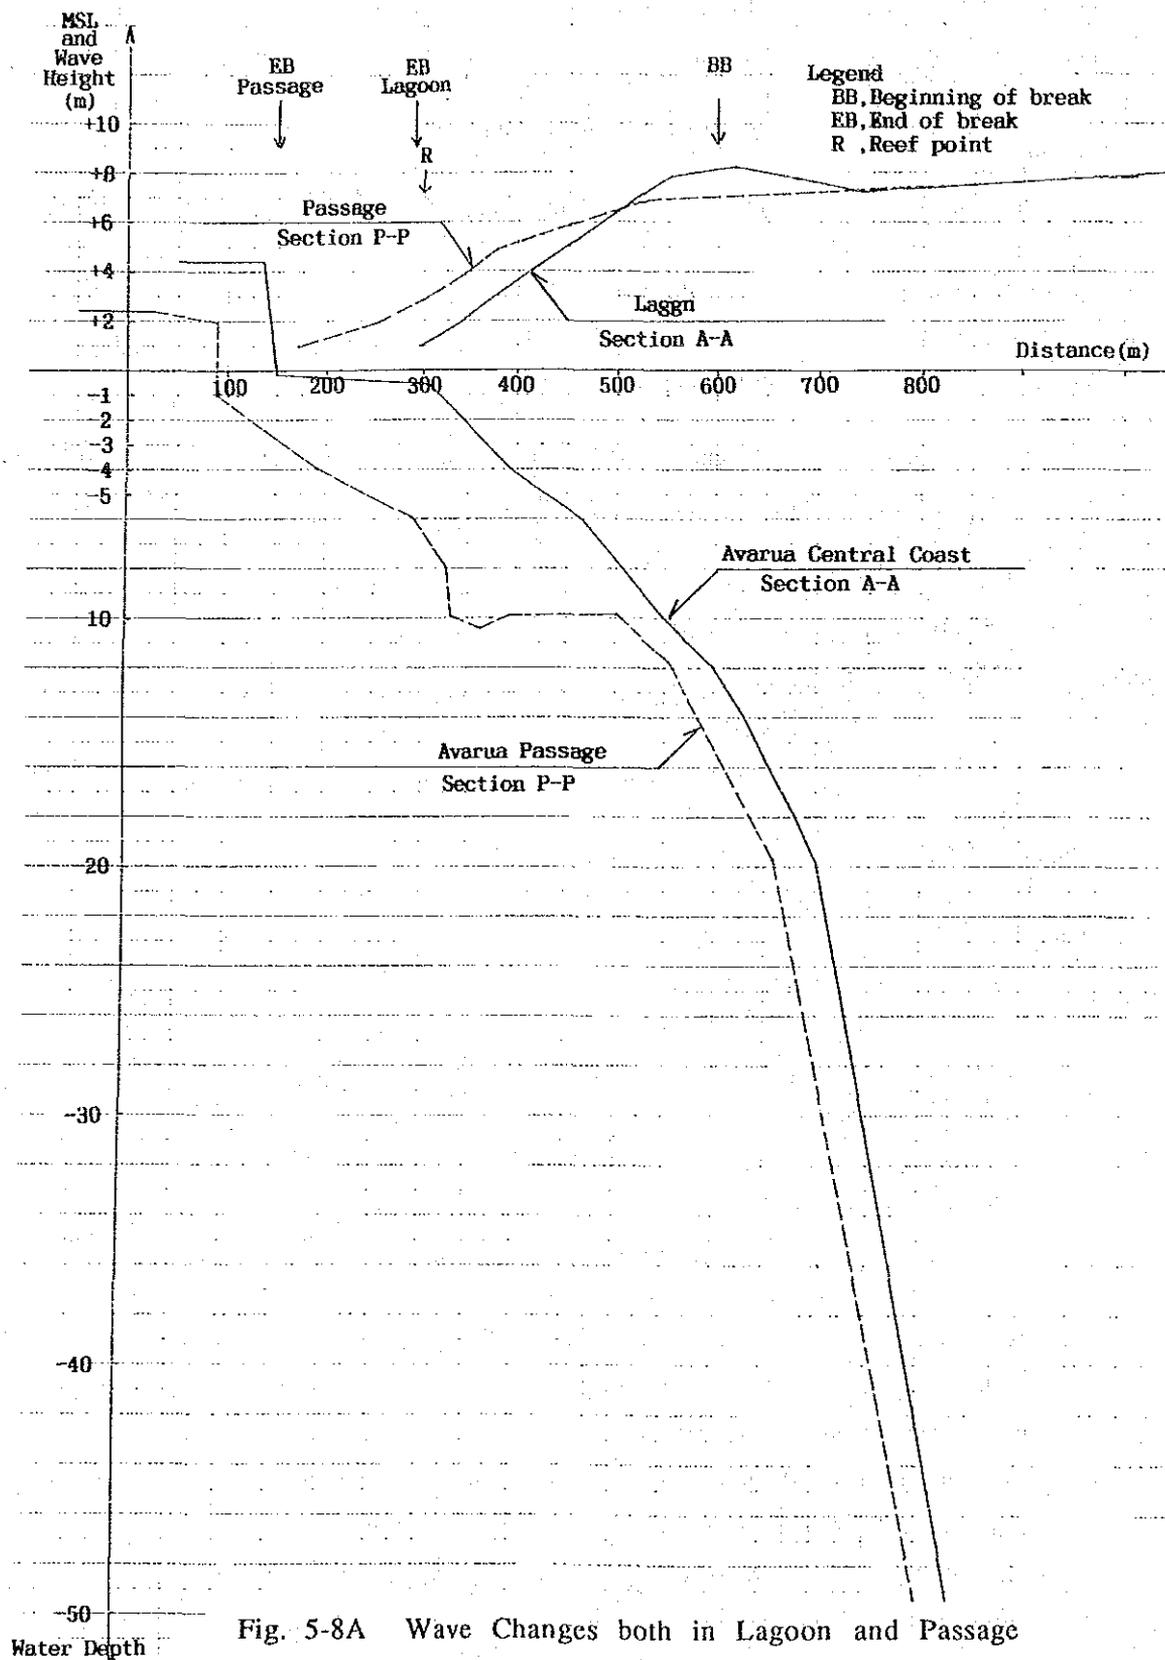 MSL
and
Wave
Height
(m)
EB
Passage
EB
Lagoon
R
BB
Legend
BB,Beginning of break
EB,End of break
R ,Reef point
+10
+8
+6
+4
+2
Passage
Section P-P
Laggn
Section A-A
Distance(m)
100
200
300
400
500
600
700
800
-1
-2
-3
-4
-5
10
20
-30
-40
-50
Avarua Central Coast
Section A-A
Avarua Passage
Section P-P
Water Depth
Fig. 5-8A Wave Changes both in Lagoon and Passage